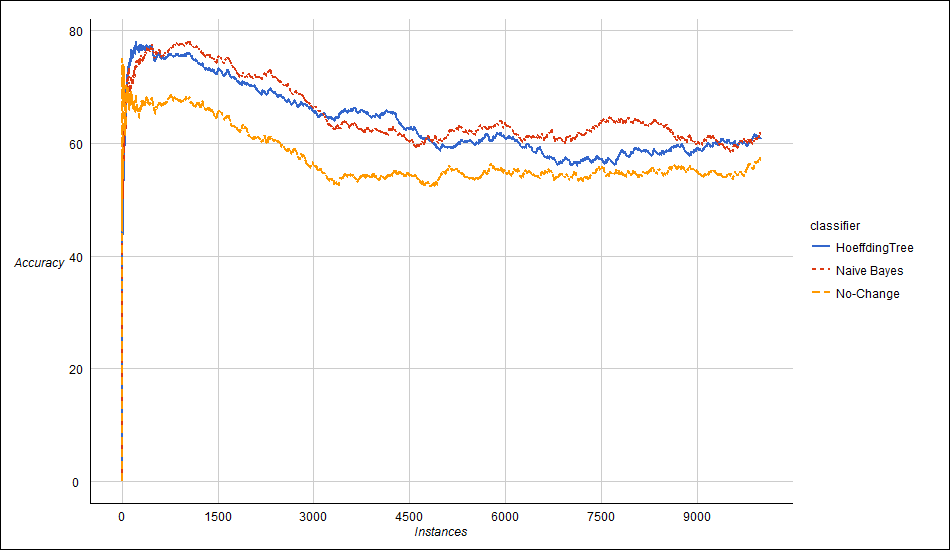 80
60
40
20
0
Accuracy
0 1500 3000 4500 6000 7500 9000
Instances
classifier
HoeffdingTree
Naive Bayes
No-Change